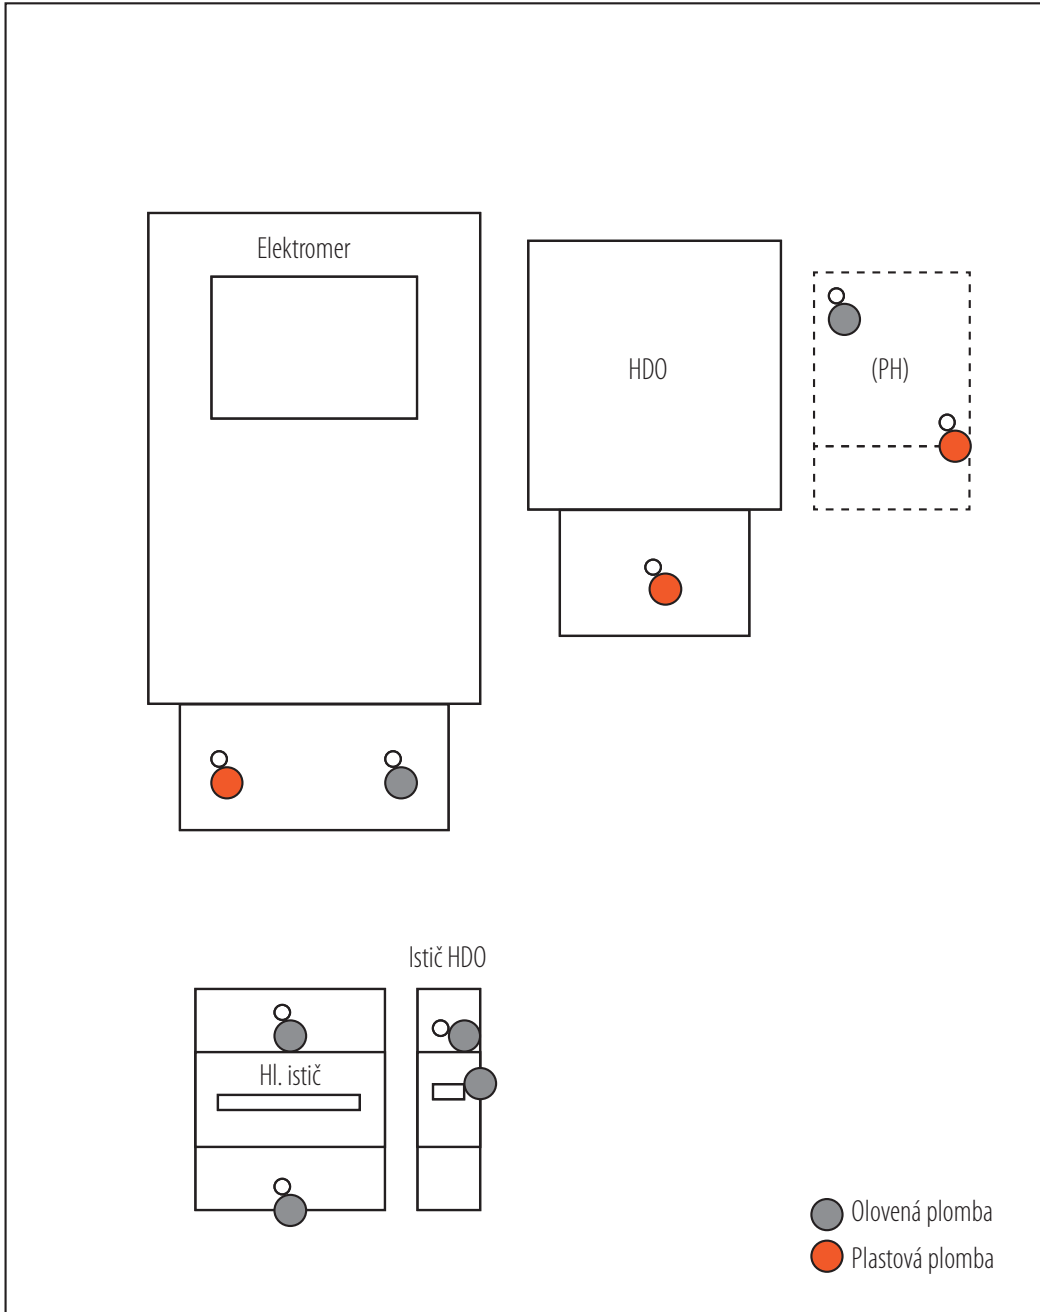 Elektromer
HDO
(PH)
Istič HDO
Hl. istič
Olovená plomba
Plastová plomba